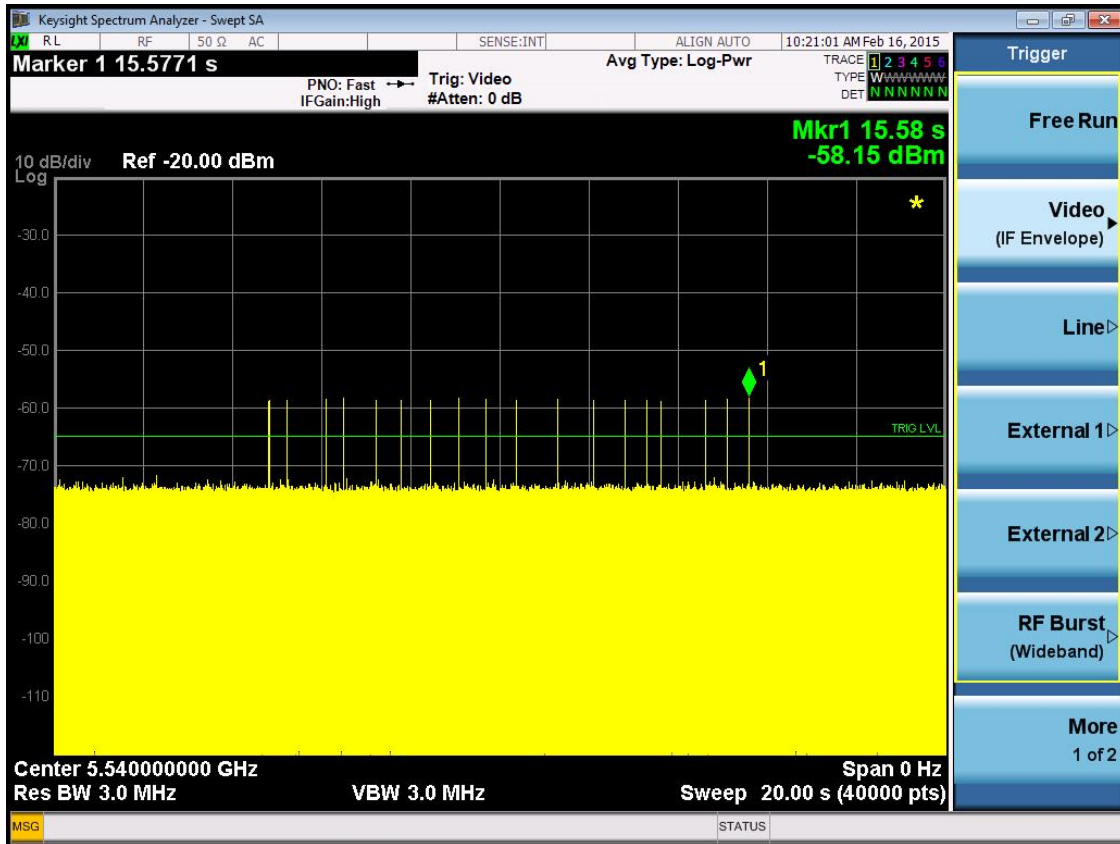 Keysight Spectrum Analyzer - Swept SA
LXI RL RF 50 Ω AC SENSE:INT ALIGN AUTO 10:21:01 AM Feb 16, 2015
Marker 1 15.5771 s
PNO: Fast
IFGain:High
Trig: Video
#Atten: 0 dB
Avg Type: Log-Pwr
TRACE 1 2 3 4 5 6
TYPE WWWWWW
DET N N N N N N
Mkr1 15.58 s
-58.15 dBm
10 dB/div Ref -20.00 dBm
Log
-30.0
-40.0
-50.0
-60.0
-70.0
-80.0
-90.0
-100
-110
1
TRIG LVL
Center 5.540000000 GHz Span 0 Hz
Res BW 3.0 MHz VBW 3.0 MHz Sweep 20.00 s (40000 pts)
MSG STATUS
Trigger
Free Run
Video
(IF Envelope)
Line
External 1
External 2
RF Burst
(Wideband)
More
1 of 2